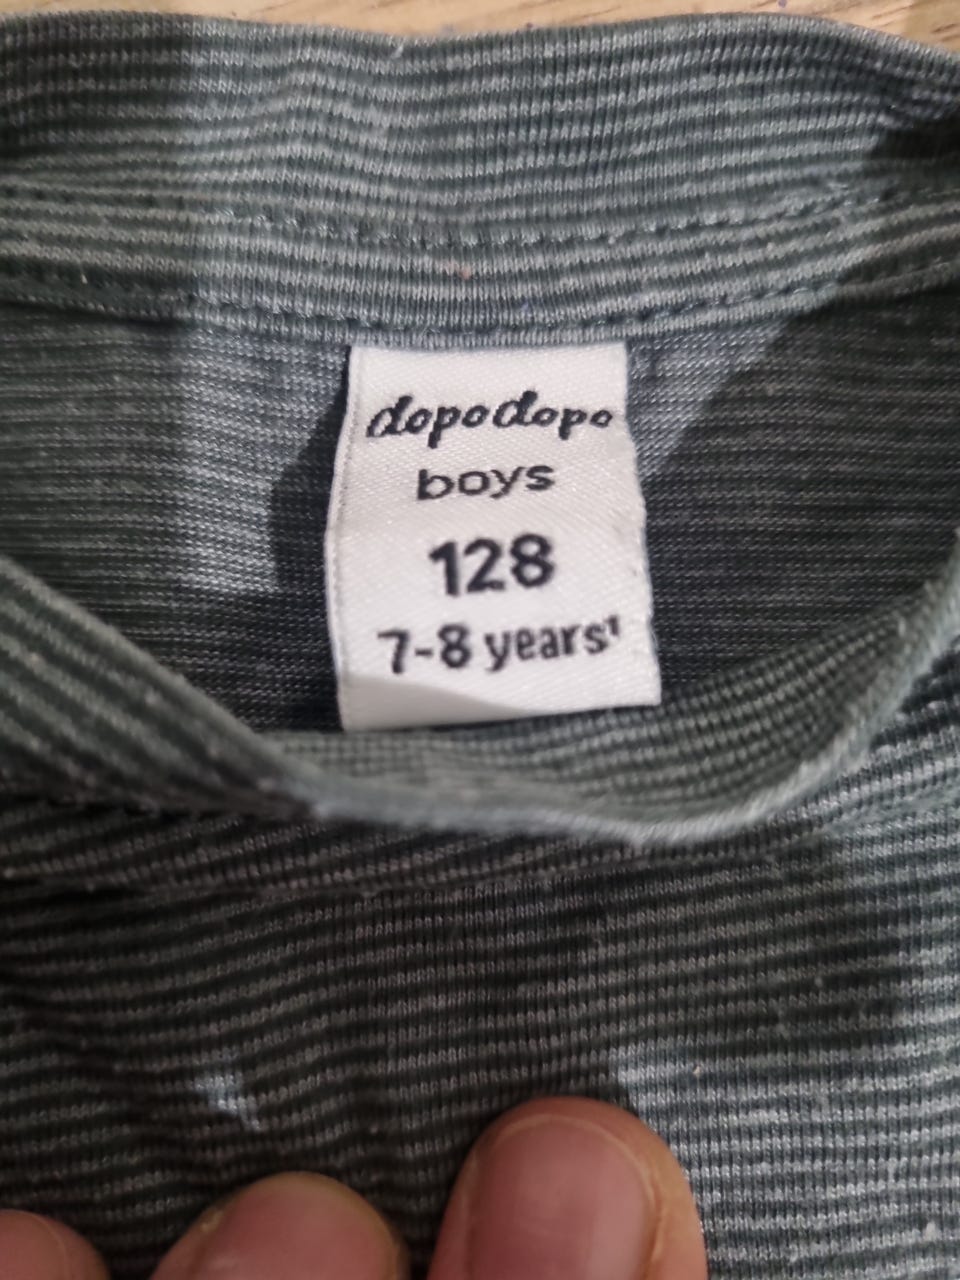 dopodopo
boys
128
7-8 years¹